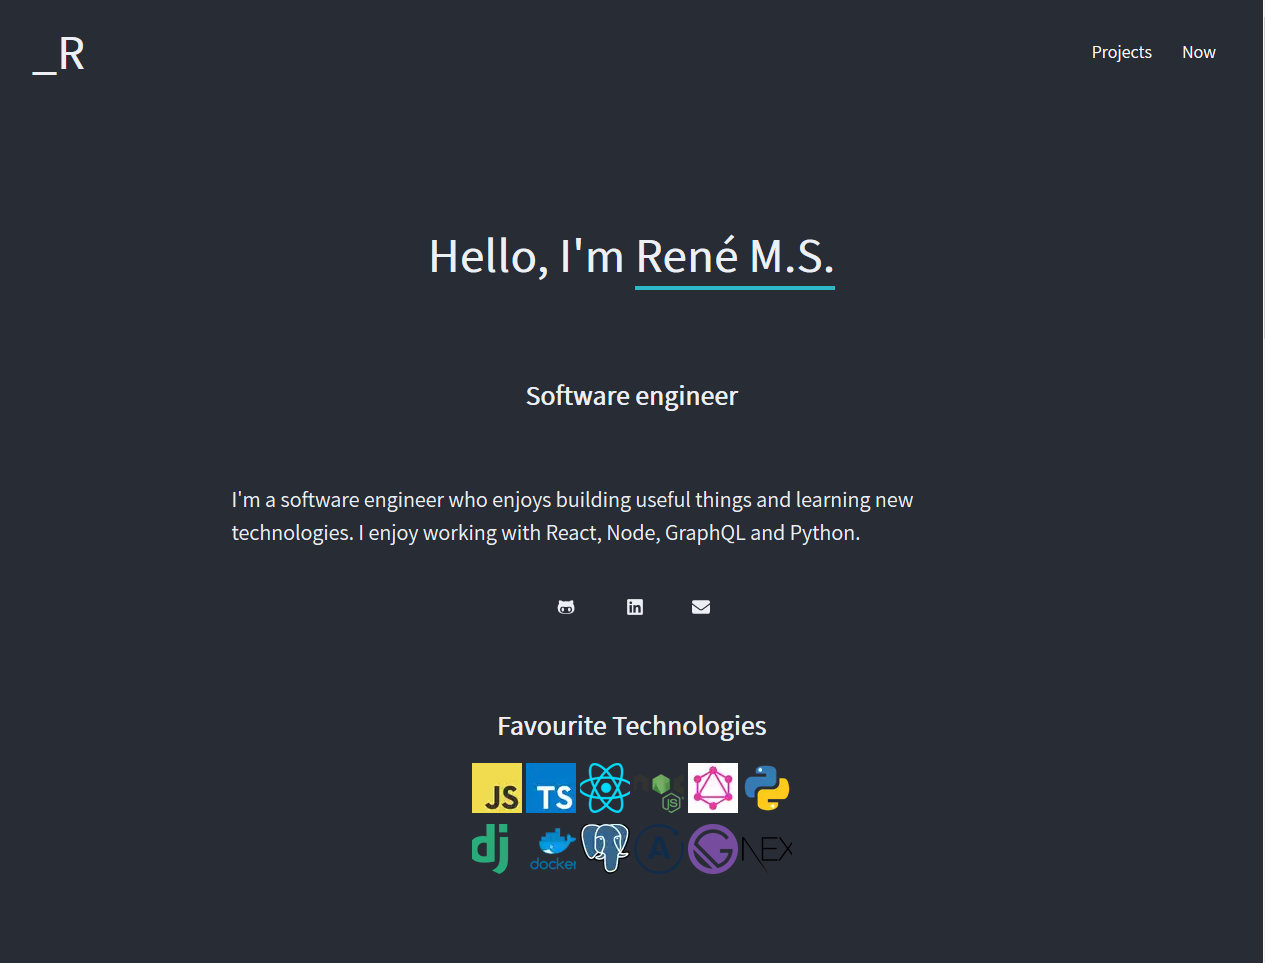 _R
Projects Now
Hello, I'm René M.S.
Software engineer
I'm a software engineer who enjoys building useful things and learning new
technologies. I enjoy working with React, Node, GraphQL and Python.
in
Favourite Technologies
JS TS JS
dj docker A G NEX